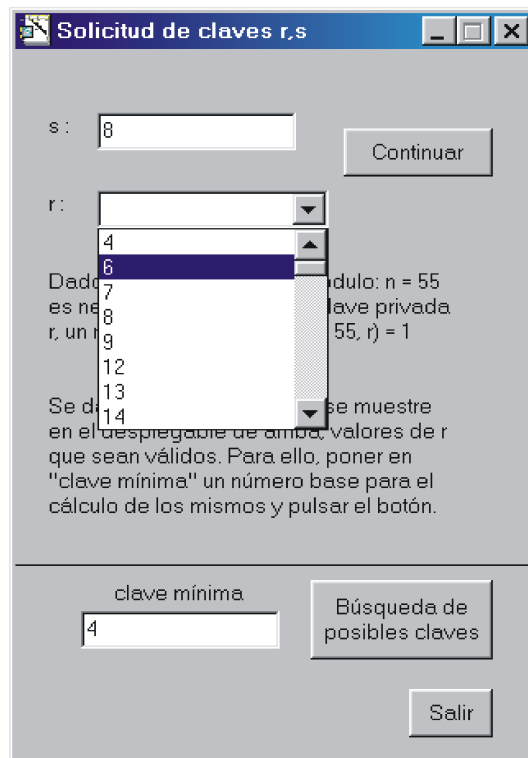 Solicitud de claves r,s
s :
8
Continuar
r :
4
6
7
8
9
12
13
14
Dado dulo: n = 55
es ne lave privada
r, un 55, r) = 1
Se d se muestre
en el desplegable de arriba, valores de r
que sean válidos. Para ello, poner en
"clave mínima" un número base para el
cálculo de los mismos y pulsar el botón.
clave mínima
4
Búsqueda de
posibles claves
Salir